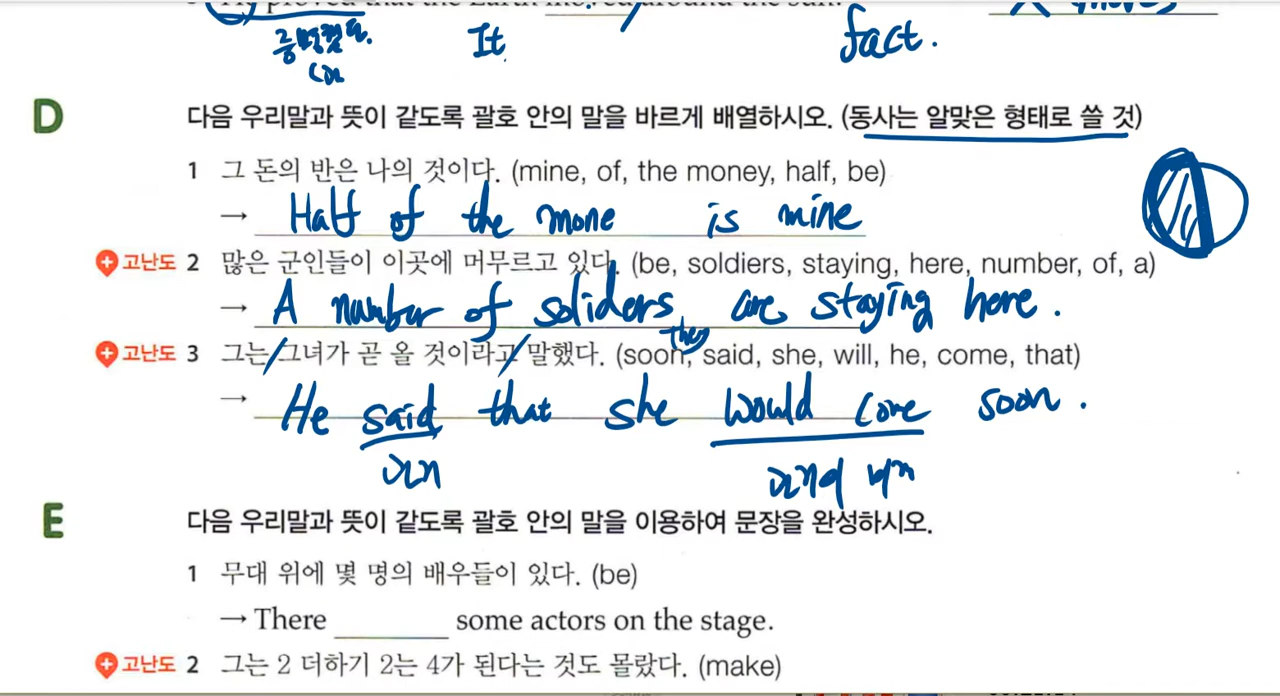 that the Earth around the sun.
It fact.
D 다음 우리말과 뜻이 같도록 괄호 안의 말을 바르게 배열하시오. (동사는 알맞은 형태로 쓸 것)
1 그 돈의 반은 나의 것이다. (mine, of, the money, half, be)
→ Half of the mone is mine
고난도 2 많은 군인들이 이곳에 머무르고 있다. (be, soldiers, staying, here, number, of, a)
→ A number of soliders are staying here.
They
고난도 3 그는 그녀가 곧 올 것이라고 말했다. (soon, said, she, will, he, come, that)
→ He said that she would come soon.
E 다음 우리말과 뜻이 같도록 괄호 안의 말을 이용하여 문장을 완성하시오.
1 무대 위에 몇 명의 배우들이 있다. (be)
→ There some actors on the stage.
고난도 2 그는 2 더하기 2는 4가 된다는 것도 몰랐다. (make)